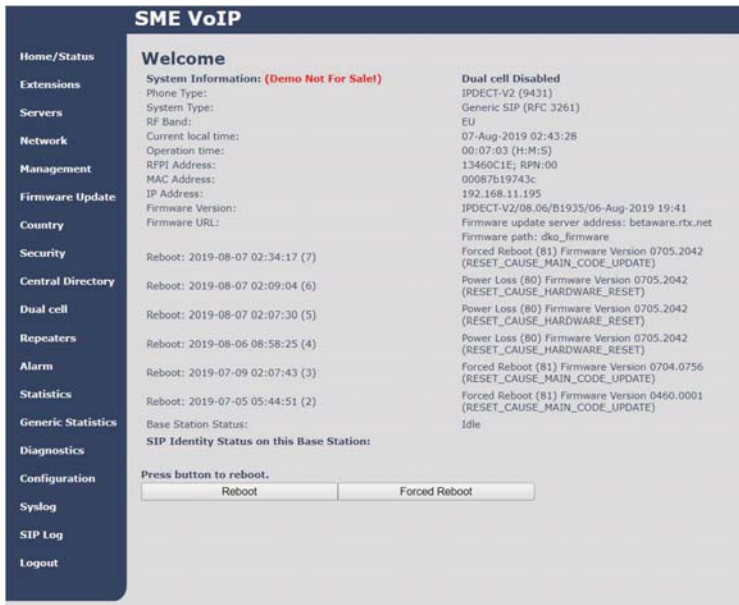 SME VoIP
Home/Status
Extensions
Servers
Network
Management
Firmware Update
Country
Security
Central Directory
Dual cell
Repeaters
Alarm
Statistics
Generic Statistics
Diagnostics
Configuration
Syslog
SIP Log
Logout
Welcome
System Information: (Demo Not For Sale!) Dual cell Disabled
Phone Type: IPDECT-V2 (9431)
System Type: Generic SIP (RFC 3261)
RF Band: EU
Current local time: 07-Aug-2019 02:43:28
Operation time: 00:07:03 (H:M:S)
RFPI Address: 13460C1E; RPN:00
MAC Address: 00087b19743c
IP Address: 192.168.11.195
Firmware Version: IPDECT-V2/08.06/B1935/06-Aug-2019 19:41
Firmware URL: Firmware update server address: betaware.rtx.net
Firmware path: dko_firmware
Reboot: 2019-08-07 02:34:17 (7) Forced Reboot (81) Firmware Version 0705.2042
(RESET_CAUSE_MAIN_CODE_UPDATE)
Reboot: 2019-08-07 02:09:04 (6) Power Loss (80) Firmware Version 0705.2042
(RESET_CAUSE_HARDWARE_RESET)
Reboot: 2019-08-07 02:07:30 (5) Power Loss (80) Firmware Version 0705.2042
(RESET_CAUSE_HARDWARE_RESET)
Reboot: 2019-08-06 08:58:25 (4) Power Loss (80) Firmware Version 0705.2042
(RESET_CAUSE_HARDWARE_RESET)
Reboot: 2019-07-09 02:07:43 (3) Forced Reboot (81) Firmware Version 0704.0756
(RESET_CAUSE_MAIN_CODE_UPDATE)
Reboot: 2019-07-05 05:44:51 (2) Forced Reboot (81) Firmware Version 0460.0001
(RESET_CAUSE_MAIN_CODE_UPDATE)
Base Station Status: Idle
SIP Identity Status on this Base Station:
Press button to reboot.
Reboot Forced Reboot